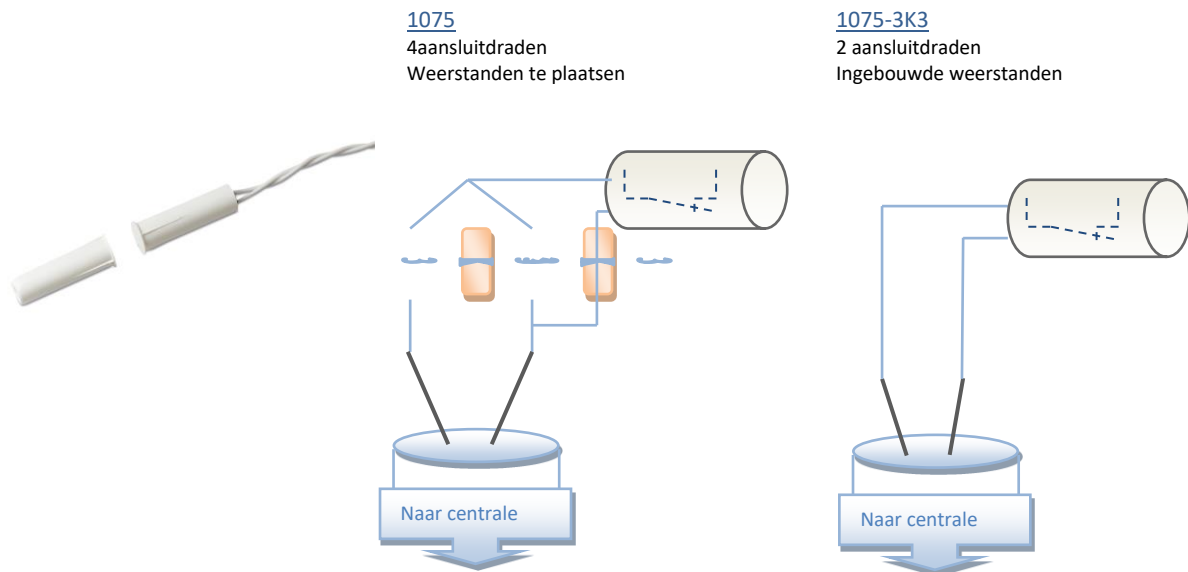 1075
4aansluitdraden
Weerstanden te plaatsen
Naar centrale
1075-3K3
2 aansluitdraden
Ingebouwde weerstanden
Naar centrale